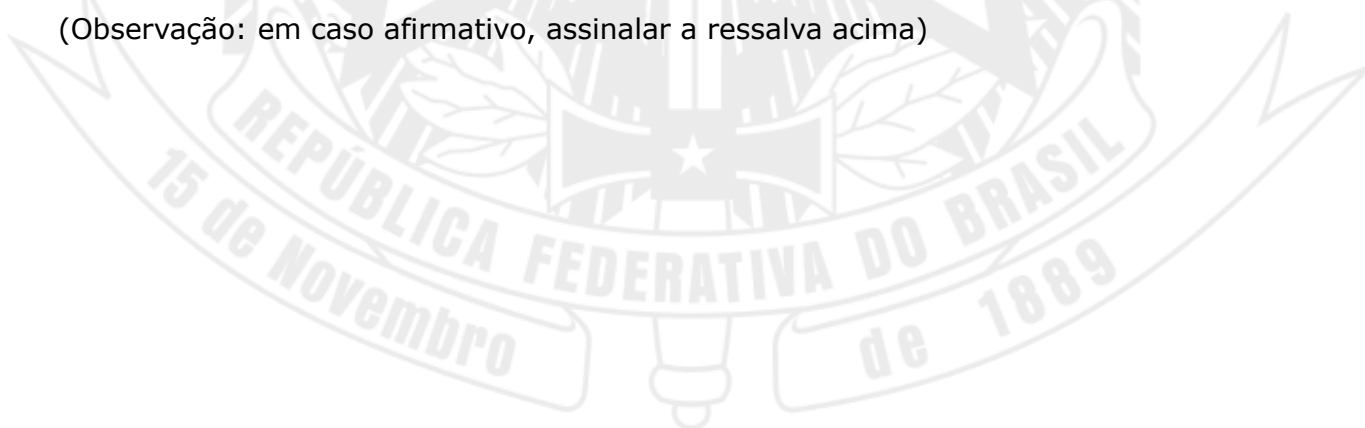 (Observação: em caso afirmativo, assinalar a ressalva acima)
REPÚBLICA FEDERATIVA DO BRASIL
15 de Novembro de 1889